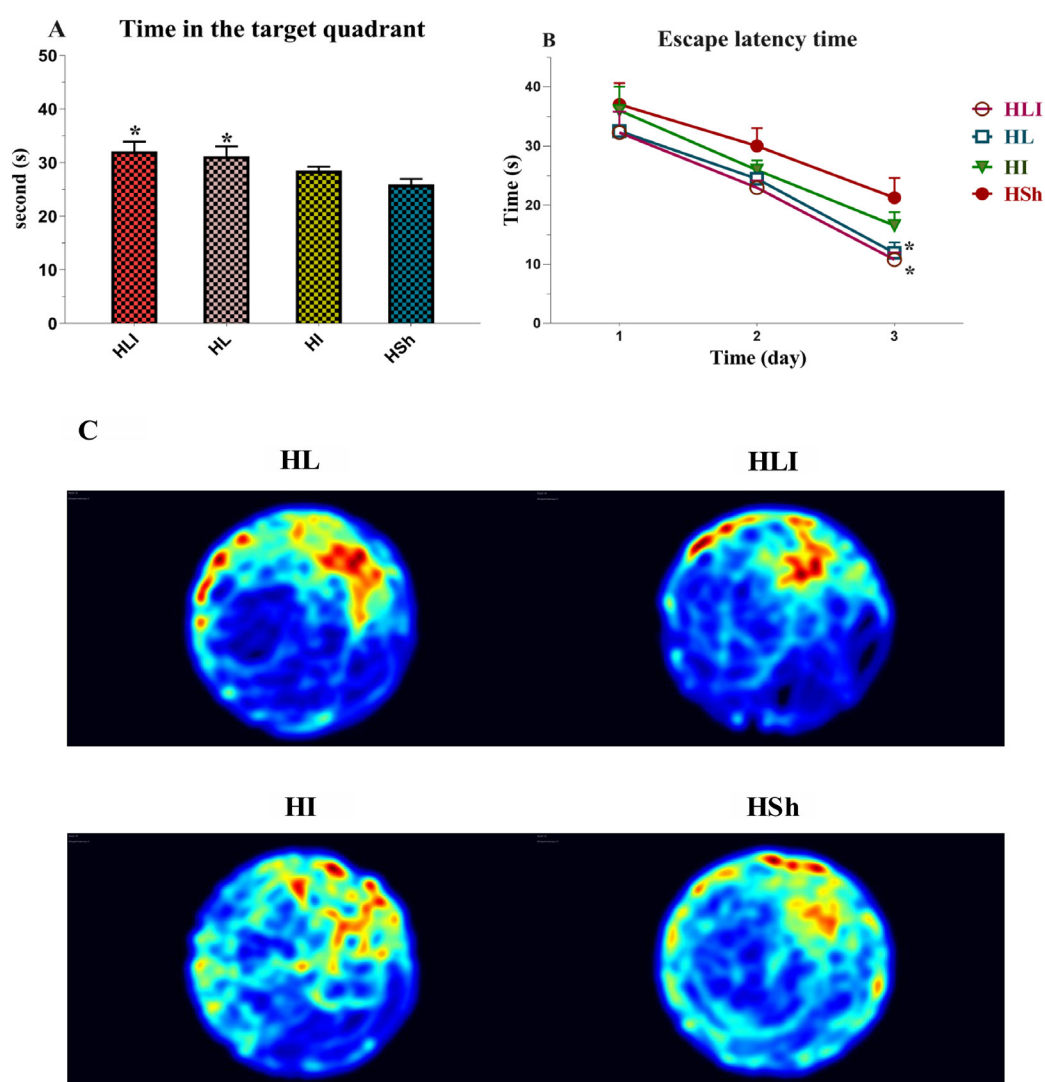 A Time in the target quadrant
50
40
30
20
10
0
second (s)
*
*
HLI
HL
HI
HSh
B Escape latency time
40
30
20
10
0
Time (s)
*
*
1 2 3
Time (day)
HLI
HL
HI
HSh
C
HL HLI
HI HSh